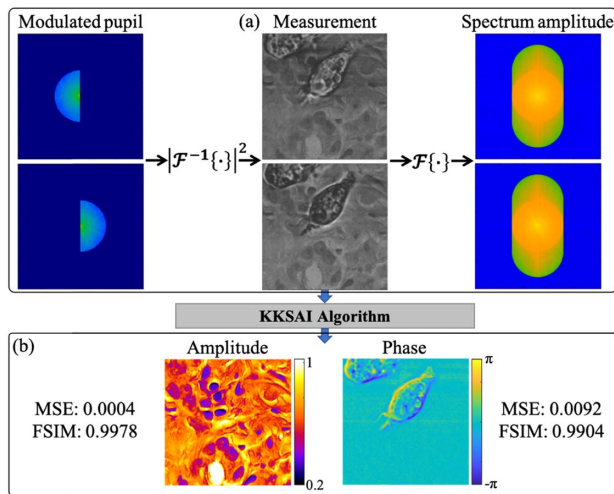 Modulated pupil
(a)
Measurement
Spectrum amplitude
|ℱ⁻¹{·}|²
ℱ{·}
KKSAI Algorithm
(b)
Amplitude
Phase
MSE: 0.0004
FSIM: 0.9978
1
0.2
π
-π
MSE: 0.0092
FSIM: 0.9904